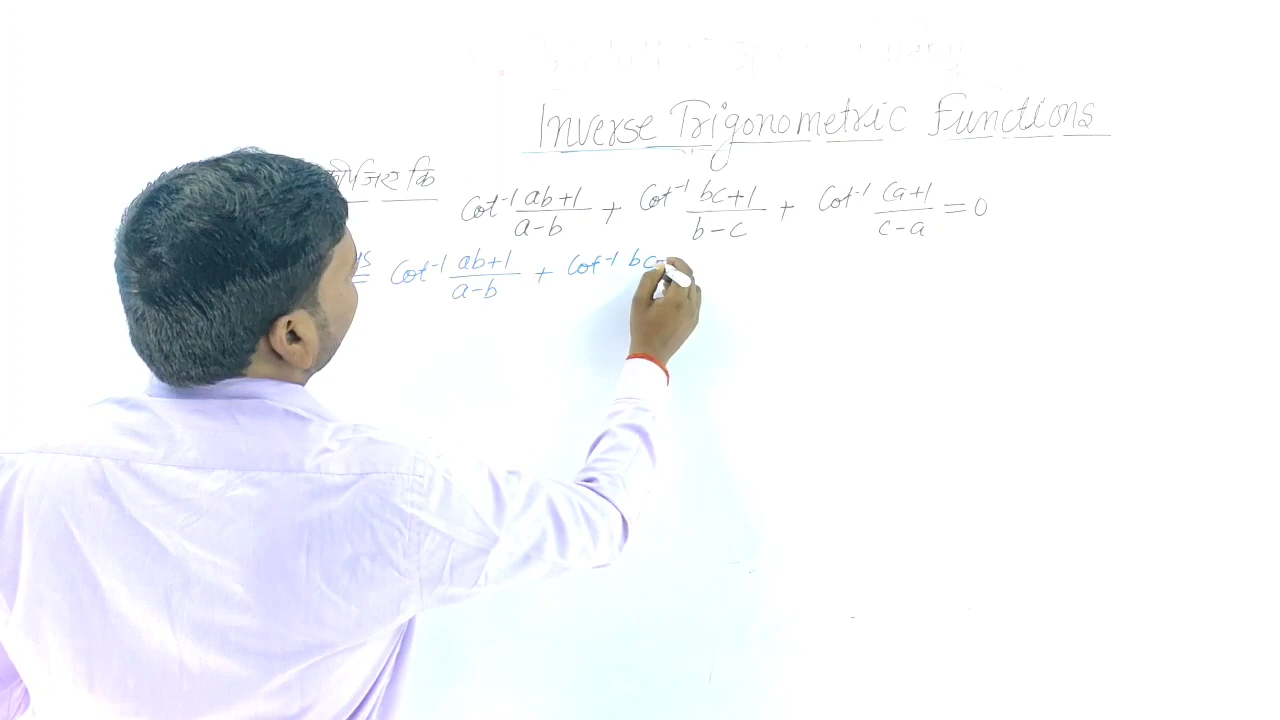 Inverse Trigonometric Functions
कि
Cot⁻¹ (ab+1)/(a-b) + Cot⁻¹ (bc+1)/(b-c) + Cot⁻¹ (ca+1)/(c-a) = 0
Cot⁻¹ (ab+1)/(a-b) + Cot⁻¹ bc